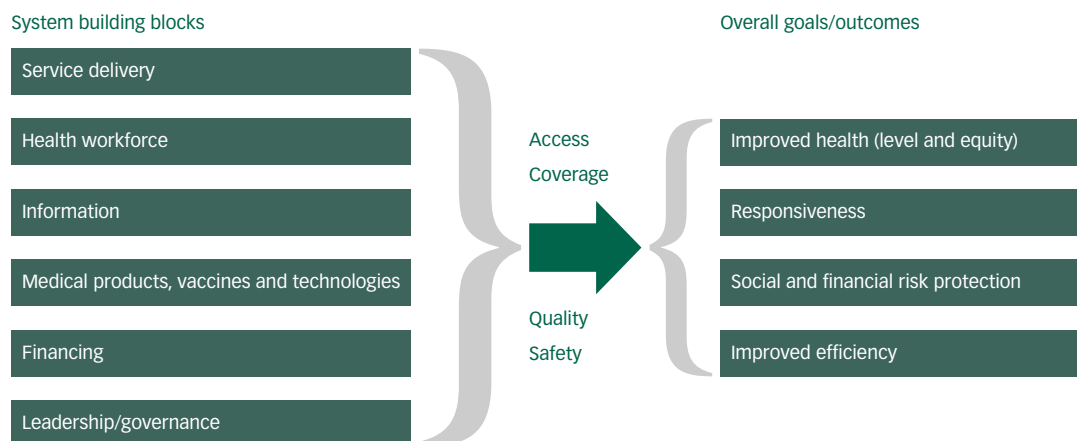 System building blocks
Service delivery
Health workforce
Information
Medical products, vaccines and technologies
Financing
Leadership/governance
Access
Coverage
Quality
Safety
Overall goals/outcomes
Improved health (level and equity)
Responsiveness
Social and financial risk protection
Improved efficiency